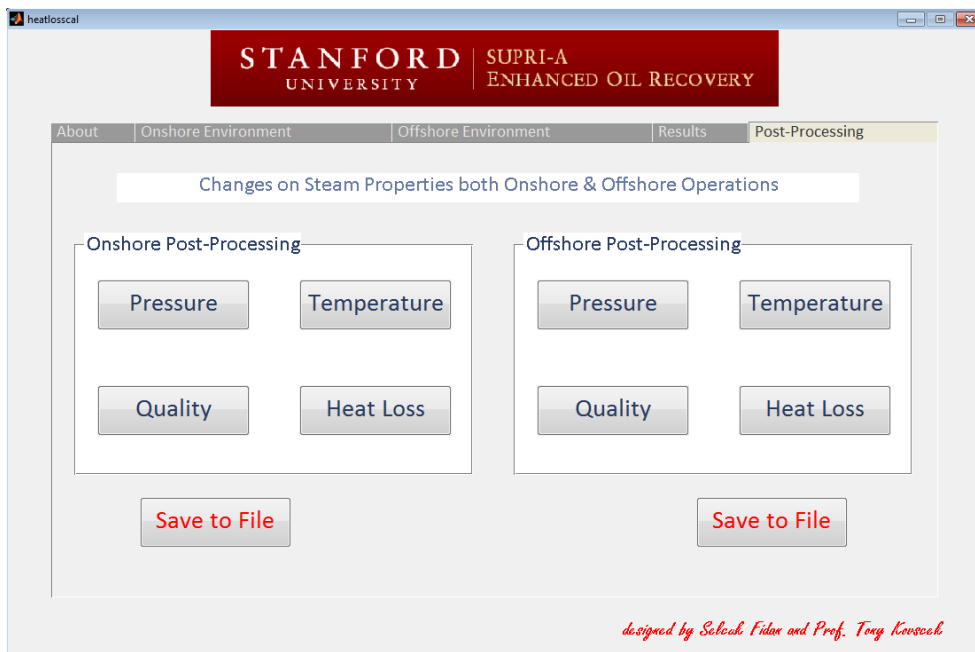 heatlosscal
STANFORD
UNIVERSITY
SUPRI-A
ENHANCED OIL RECOVERY
About
Onshore Environment
Offshore Environment
Results
Post-Processing
Changes on Steam Properties both Onshore & Offshore Operations
Onshore Post-Processing
Pressure
Temperature
Quality
Heat Loss
Save to File
Offshore Post-Processing
Pressure
Temperature
Quality
Heat Loss
Save to File
designed by Selcuk Fidan and Prof. Tony Kovscek